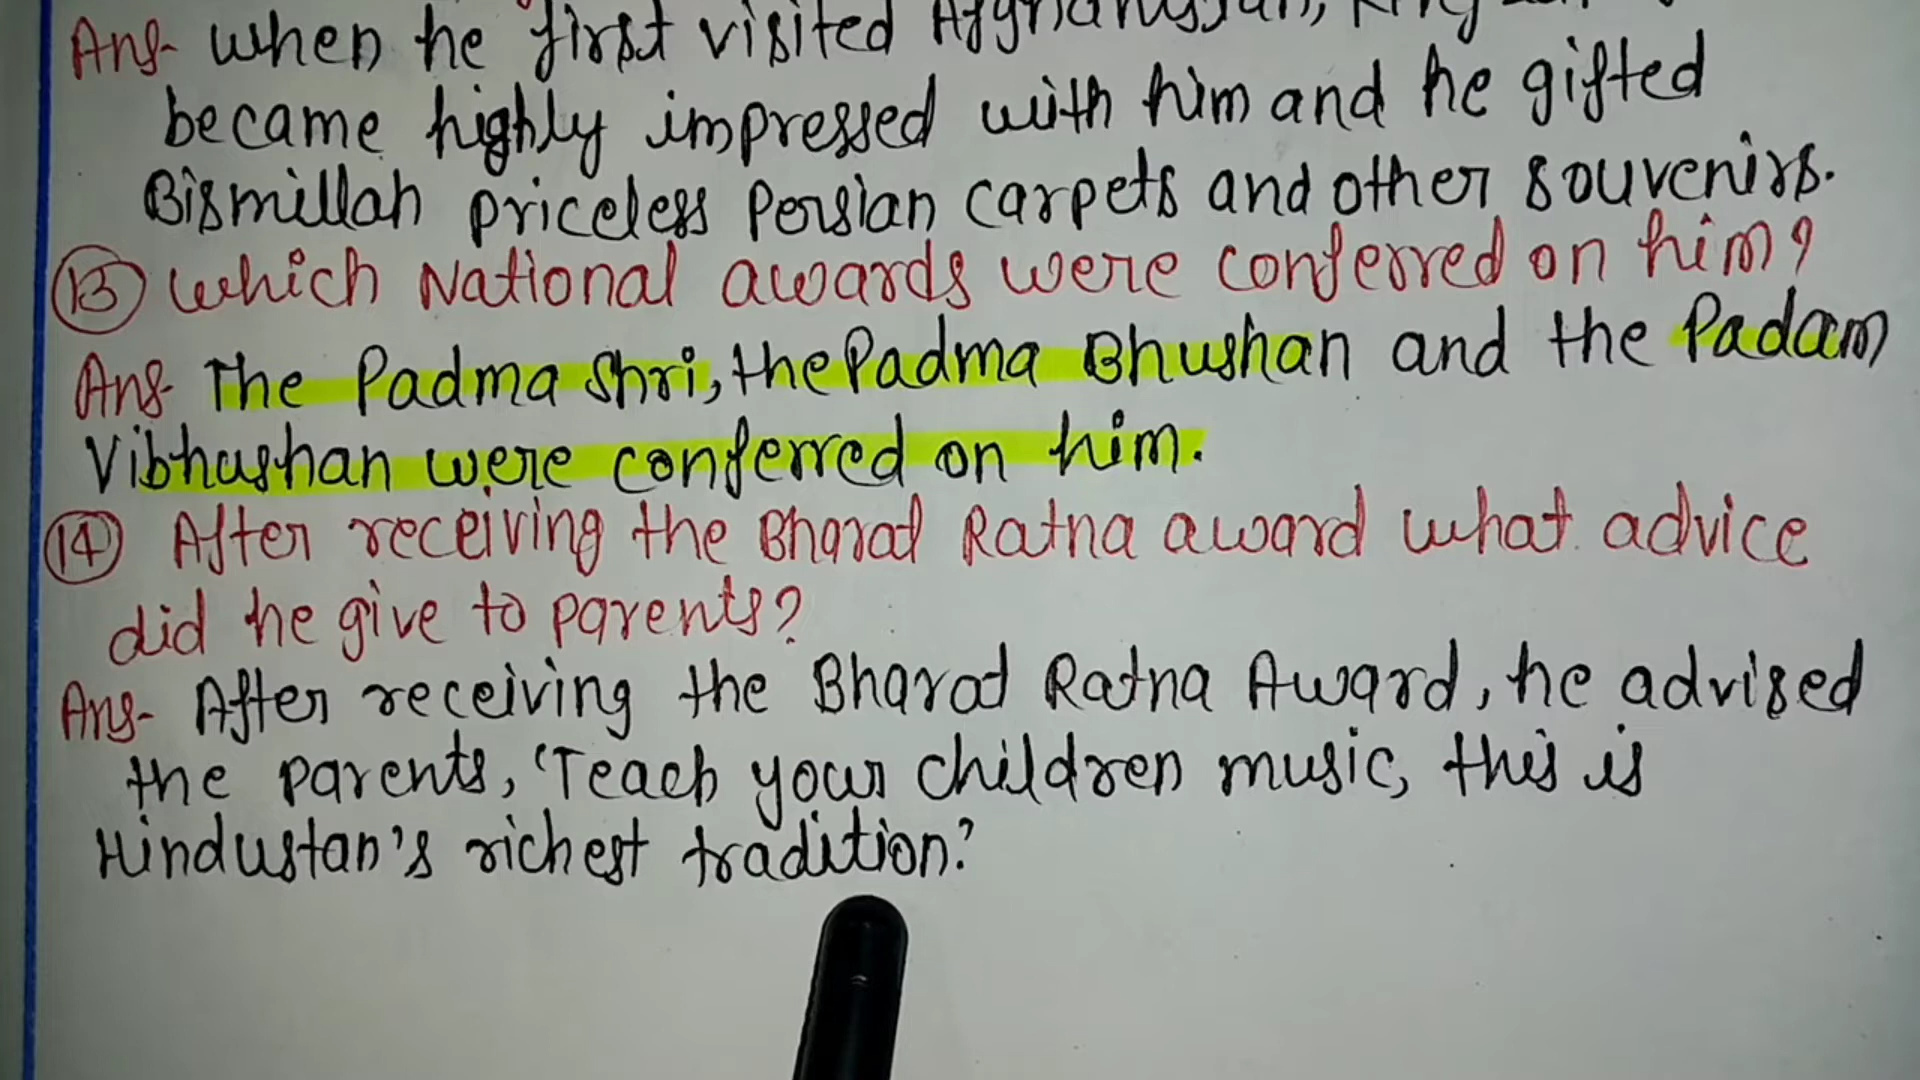 Ans- when he first visited Afghanistan, King
became highly impressed with him and he gifted
Bismillah priceless Persian carpets and other souvenirs.
13 Which National awards were conferred on him?
Ans- The Padma Shri, the Padma Bhushan and the Padam
Vibhushan were conferred on him.
14 After receiving the Bharat Ratna award what advice
did he give to parents?
Ans- After receiving the Bharat Ratna Award, he advised
the parents, 'Teach your children music, this is
Hindustan's richest tradition.'